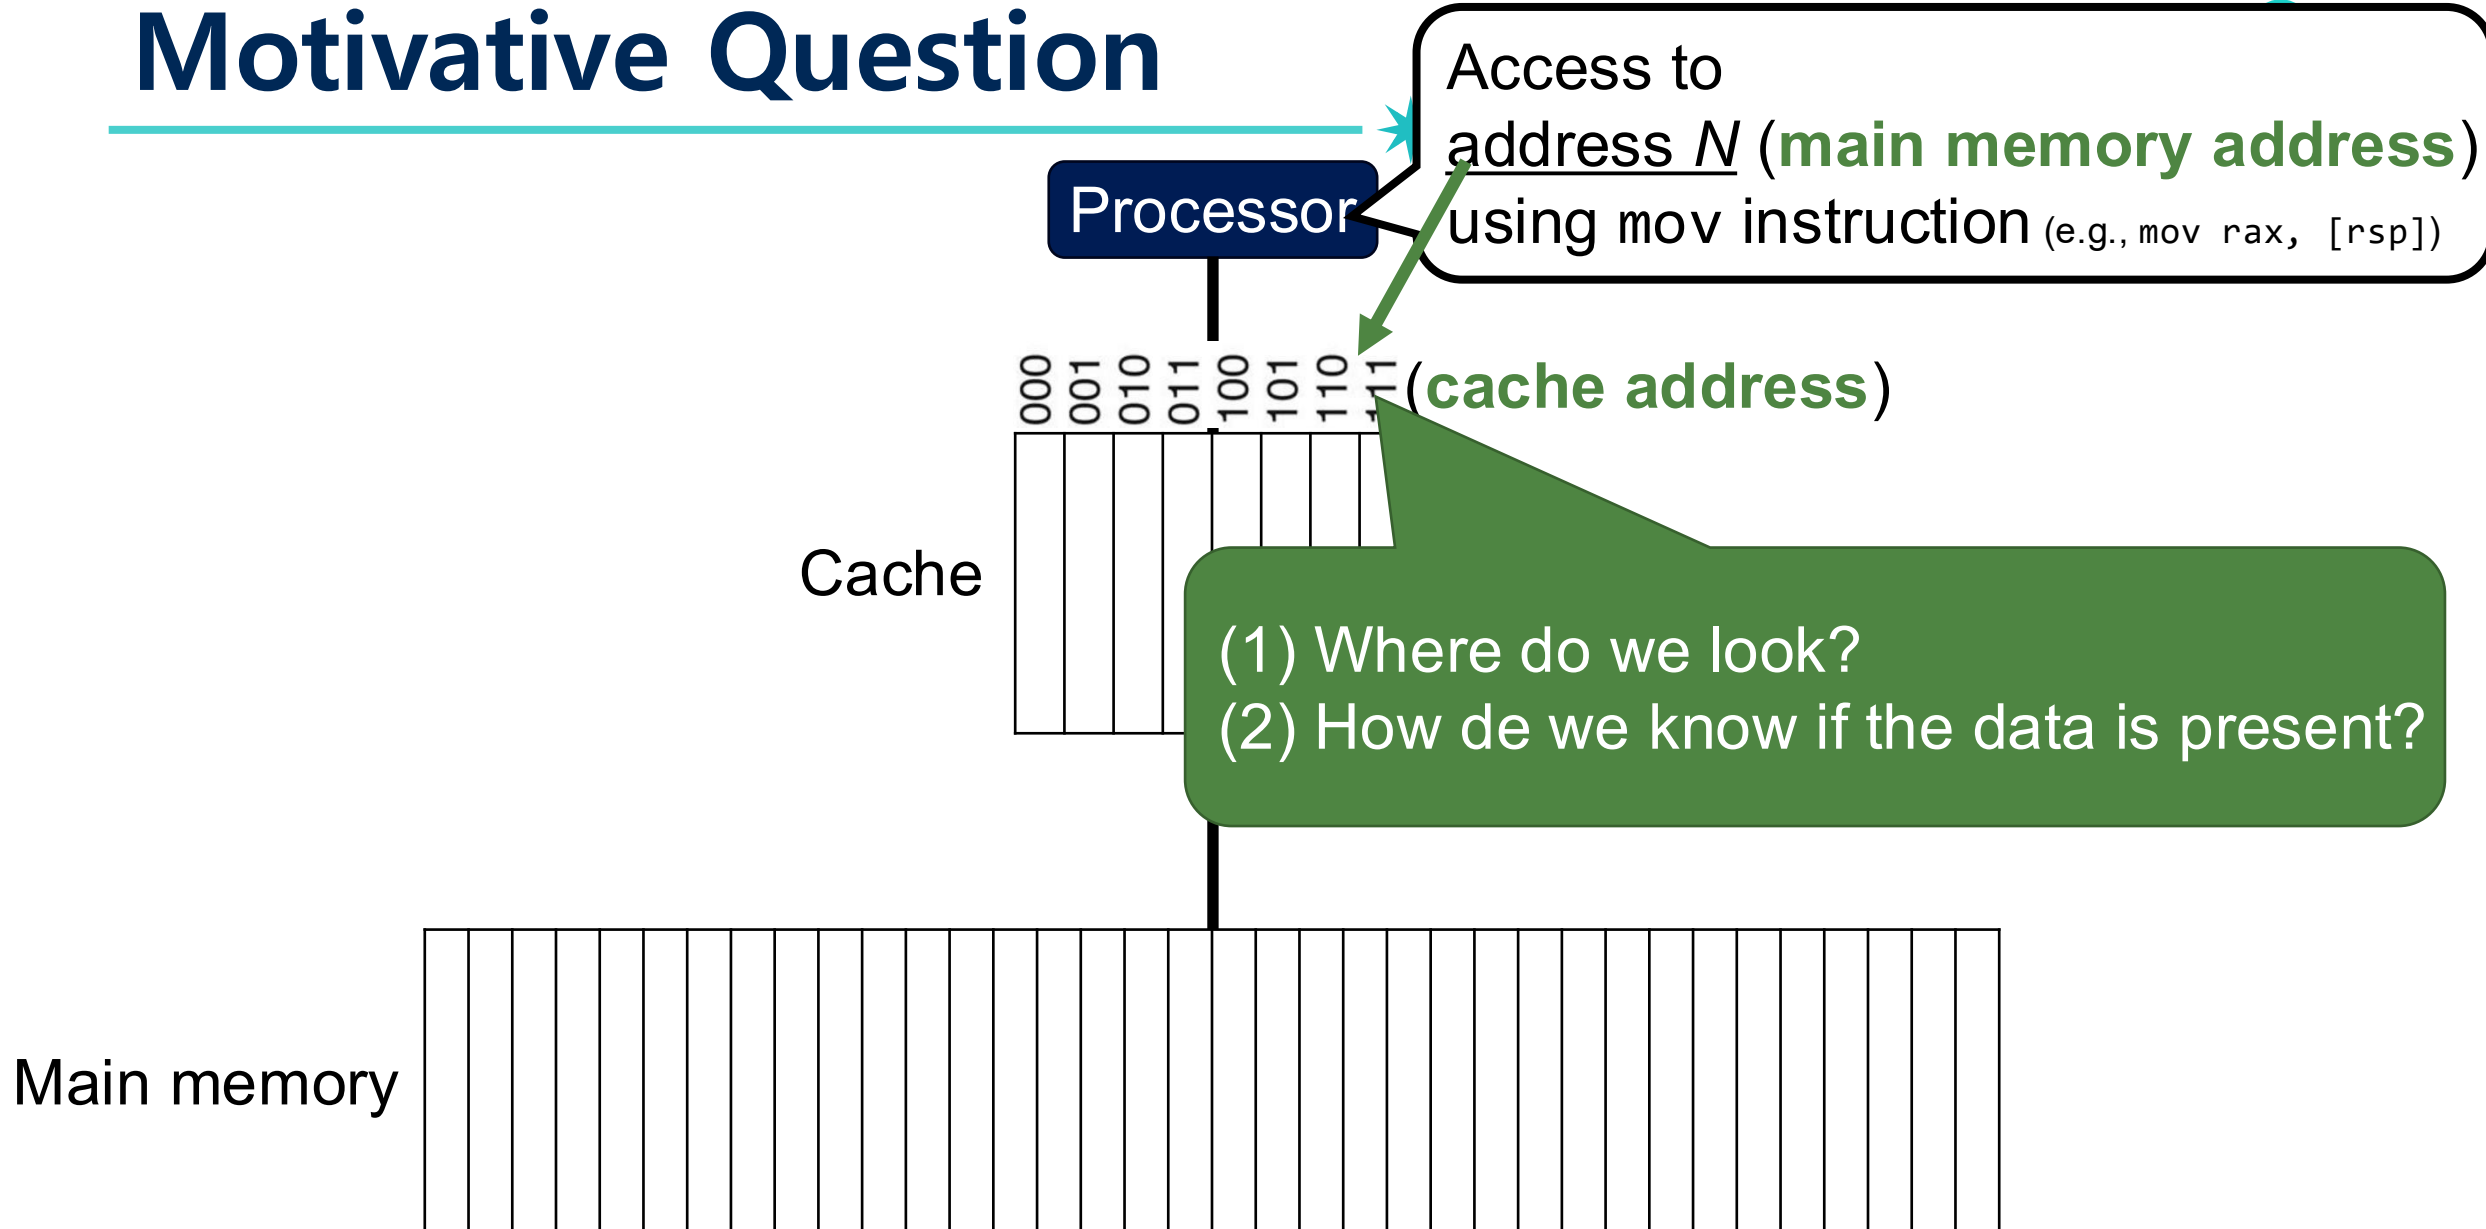 Motivative Question
Access to
address N (main memory address)
using mov instruction (e.g., mov rax, [rsp])
Processor
000 001 010 011 100 101 110 111 (cache address)
Cache
(1) Where do we look?
(2) How de we know if the data is present?
Main memory